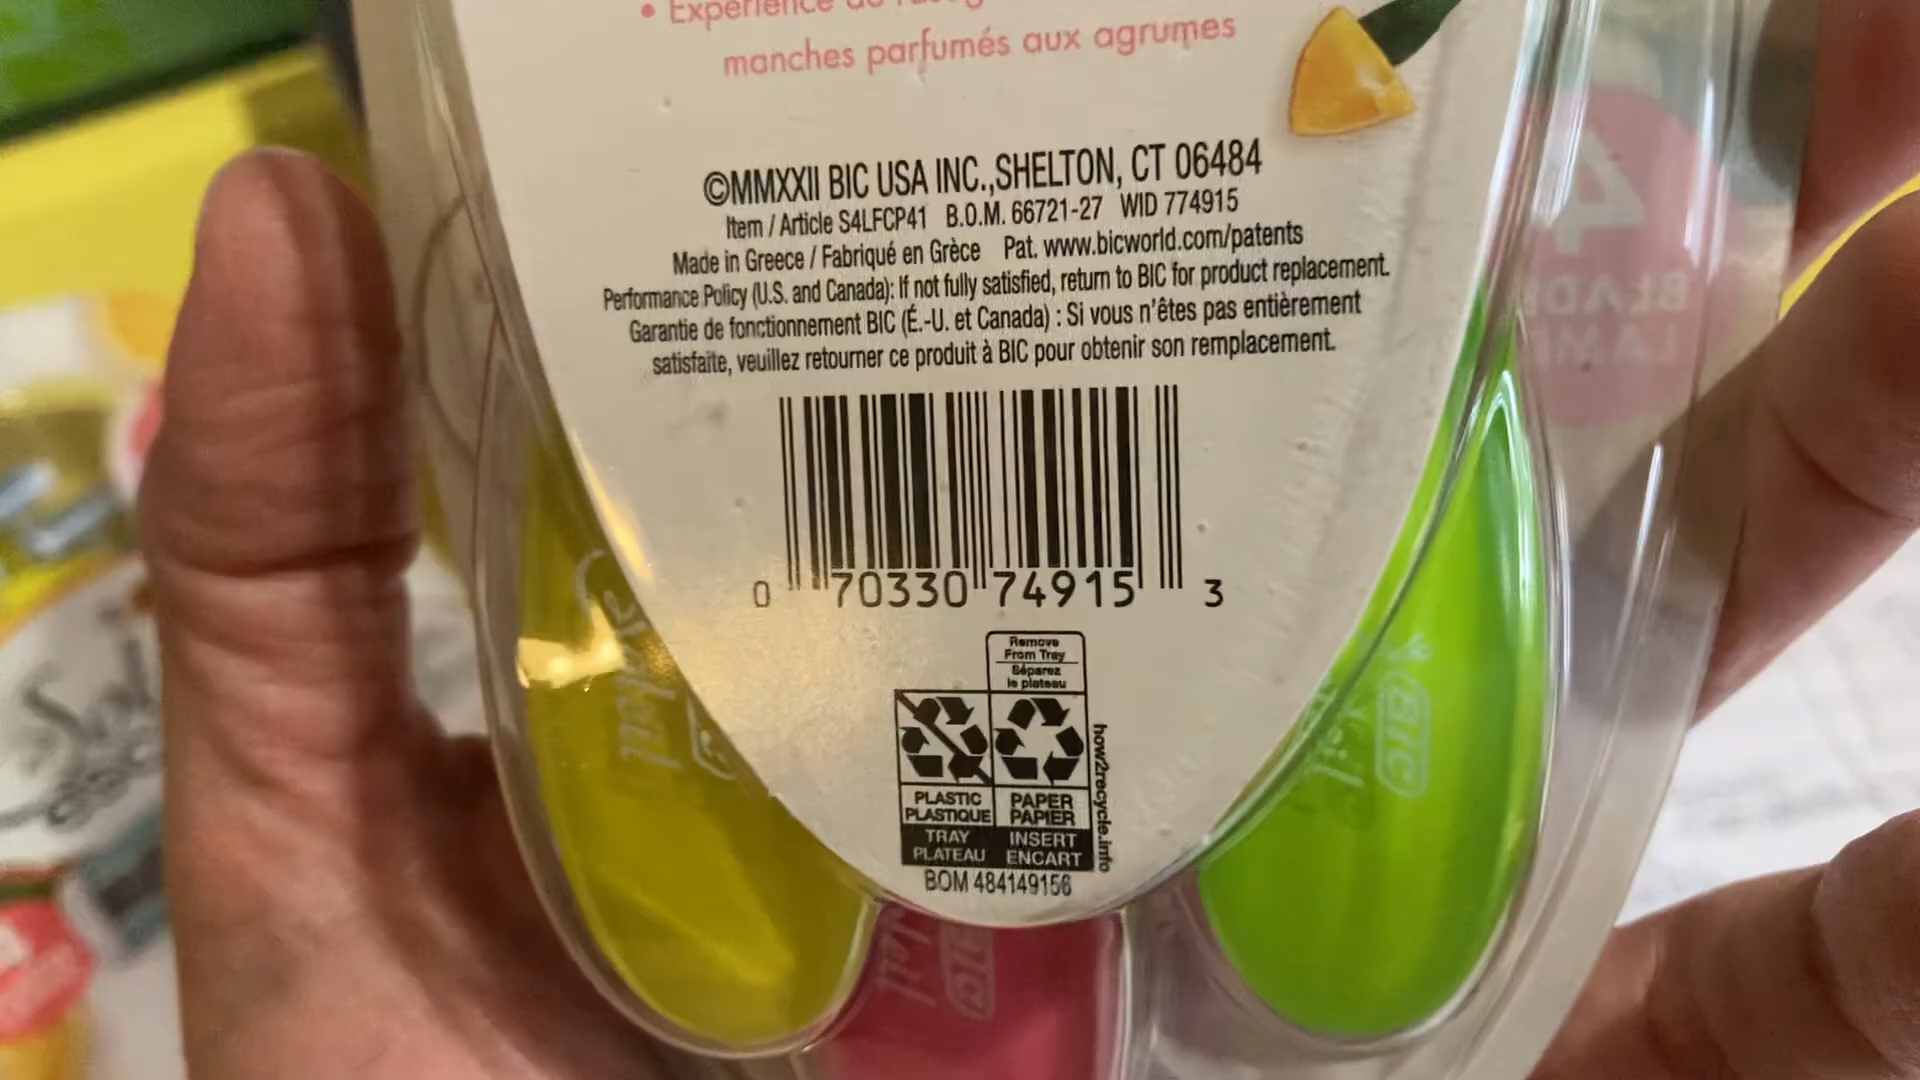 • Expérience de
manches parfumés aux agrumes
©MMXXII BIC USA INC.,SHELTON, CT 06484
Item / Article S4LFCP41 B.O.M. 66721-27 WID 774915
Made in Greece / Fabriqué en Grèce Pat. www.bicworld.com/patents
Performance Policy (U.S. and Canada): If not fully satisfied, return to BIC for product replacement.
Garantie de fonctionnement BIC (É.-U. et Canada) : Si vous n'êtes pas entièrement
satisfaite, veuillez retourner ce produit à BIC pour obtenir son remplacement.
0 70330 74915 3
Remove
From Tray
Séparez
le plateau
PLASTIC
PLASTIQUE
TRAY
PLATEAU
PAPER
PAPIER
INSERT
ENCART
how2recycle.info
BOM 484149156
BIC
BIC
4